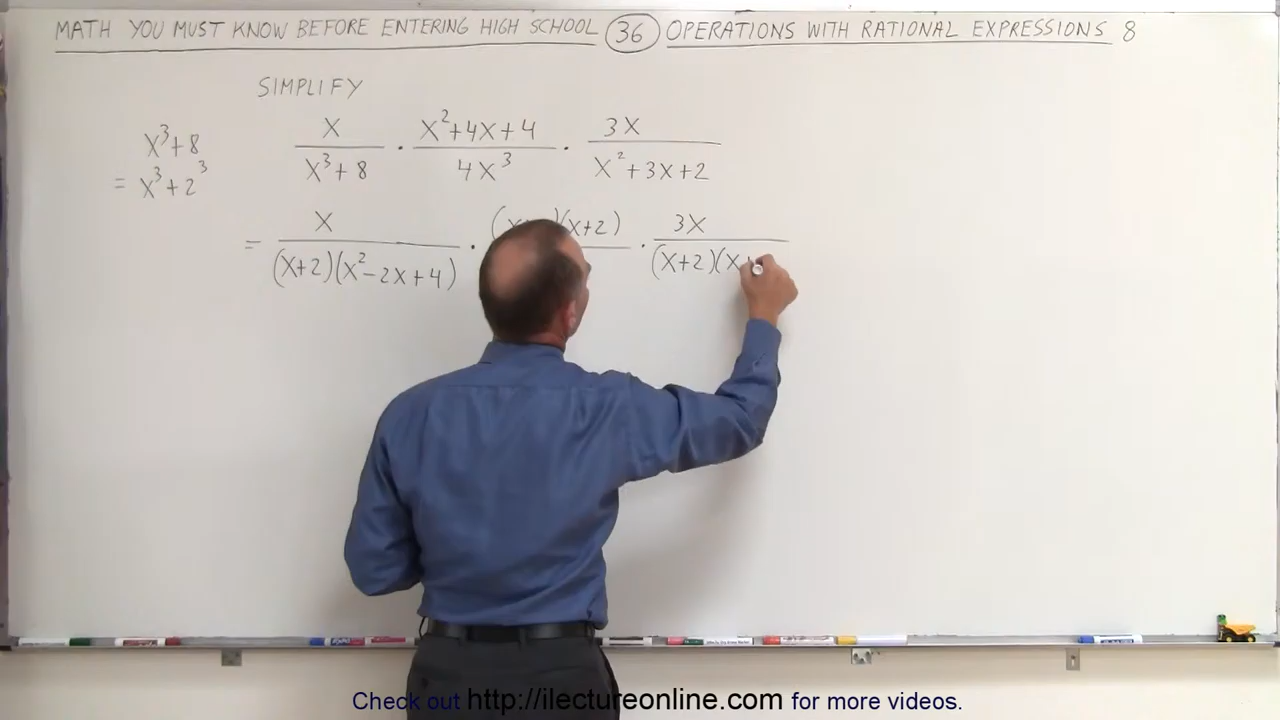 MATH YOU MUST KNOW BEFORE ENTERING HIGH SCHOOL 36 OPERATIONS WITH RATIONAL EXPRESSIONS 8
SIMPLIFY
x³+8
= x³+2³
x/(x³+8) · (x²+4x+4)/(4x³) · 3x/(x²+3x+2)
= x/((x+2)(x²-2x+4)) · (x+2) · 3x/((x+2)(x
Check out http://ilectureonline.com for more videos.